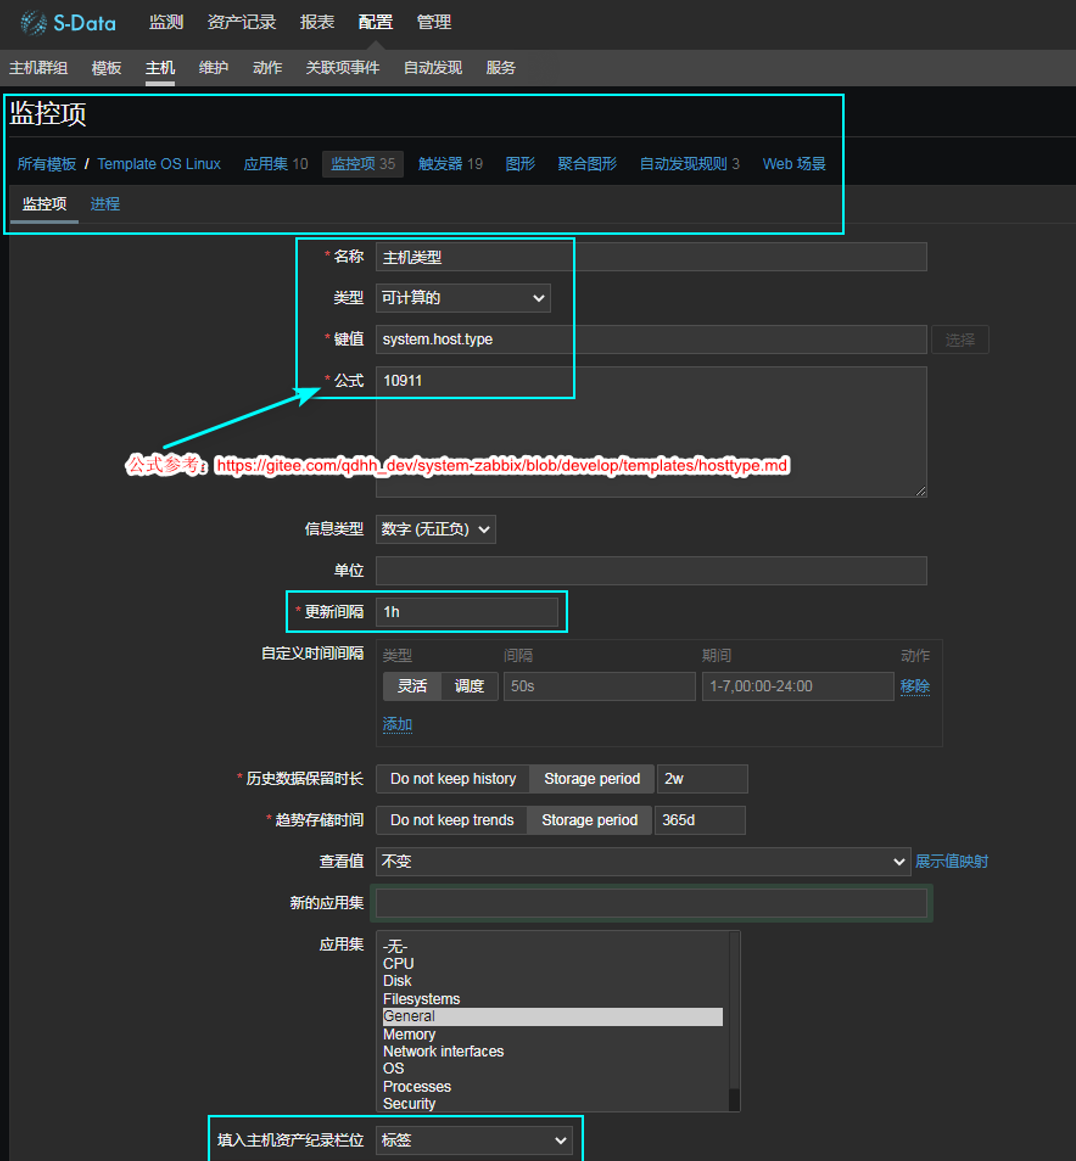 S-Data 监测 资产记录 报表 配置 管理
主机群组 模板 主机 维护 动作 关联项事件 自动发现 服务
监控项
所有模板 / Template OS Linux 应用集 10 监控项 35 触发器 19 图形 聚合图形 自动发现规则 3 Web 场景
监控项 进程
* 名称 主机类型
类型 可计算的
* 键值 system.host.type 选择
* 公式 10911
公式参考：https://gitee.com/qdhh_dev/system-zabbix/blob/develop/templates/hosttype.md
信息类型 数字 (无正负)
单位
* 更新间隔 1h
自定义时间间隔 类型 间隔 期间 动作
灵活 调度 50s 1-7,00:00-24:00 移除
添加
* 历史数据保留时长 Do not keep history Storage period 2w
* 趋势存储时间 Do not keep trends Storage period 365d
查看值 不变 展示值映射
新的应用集
应用集 -无-
CPU
Disk
Filesystems
General
Memory
Network interfaces
OS
Processes
Security
填入主机资产纪录栏位 标签